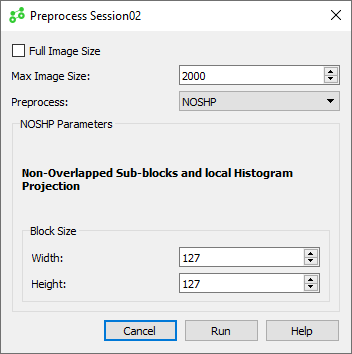 Preprocess Session02
Full Image Size
Max Image Size: 2000
Preprocess: NOSHP
NOSHP Parameters
Non-Overlapped Sub-blocks and local Histogram
Projection
Block Size
Width: 127
Height: 127
Cancel Run Help